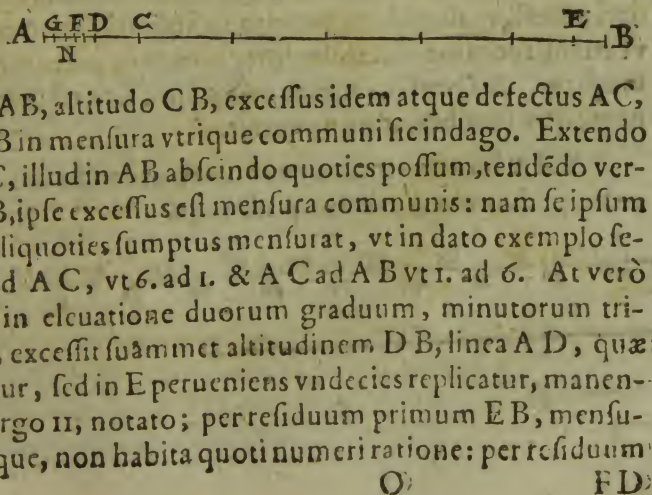 A G F D C E B
N
AB, altitudo CB, excessus idem atque defectus AC,
B in mensura vtrique communi sic indago. Extendo
C, illud in AB abscindo quoties possum, tendēdo ver-
B, ipse excessus est mensura communis: nam se ipsum
liquoties sumptus mensurat, vt in dato exemplo se-
d AC, vt 6. ad 1. & AC ad AB vt 1. ad 6. At verò
in eleuatione duorum graduum, minutorum tri-
, excessit suāmmet altitudinem DB, linea AD, quæ
ur, sed in E perueniens vndecies replicatur, manen-
rgo 11, notato; per residuum primum EB, mensu-
que, non habita quoti numeri ratione: per residuum
O FD